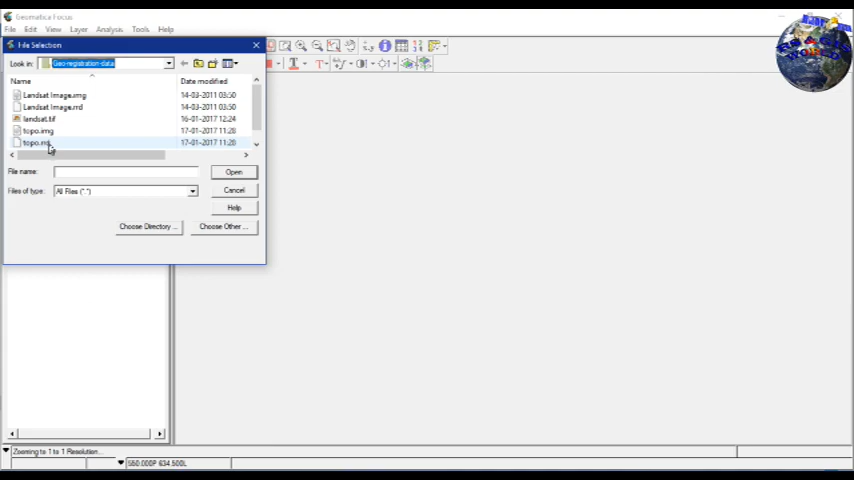 Geomatica Focus
File Edit View Layer Analysis Tools Help
File Selection
Look in: Geo-registration-data
Name Date modified
Landsat Image.img 14-03-2011 03:50
Landsat Image.rrd 14-03-2011 03:50
landsat.tif 16-01-2017 12:24
topo.img 17-01-2017 11:28
topo.rrd 17-01-2017 11:28
File name: Open
Files of type: All Files (*.*) Cancel
Help
Choose Directory ... Choose Other ...
Zooming to 1 to 1 Resolution...
560.000P 634.500L
WORLD